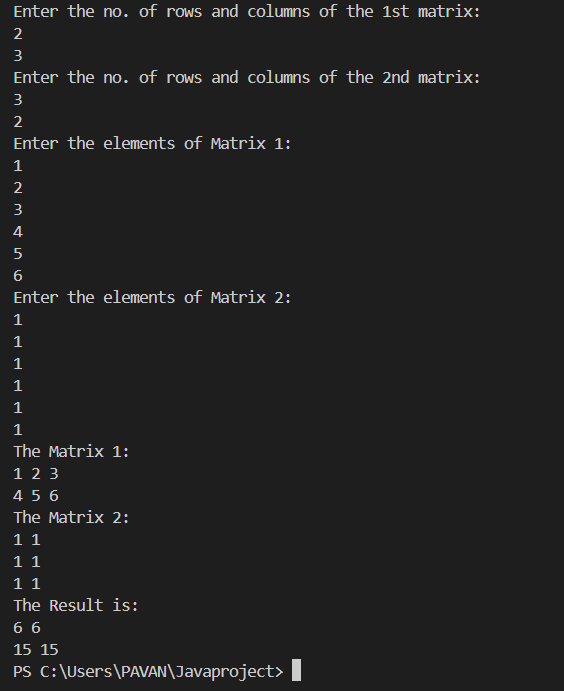 Enter the no. of rows and columns of the 1st matrix:
2
3
Enter the no. of rows and columns of the 2nd matrix:
3
2
Enter the elements of Matrix 1:
1
2
3
4
5
6
Enter the elements of Matrix 2:
1
1
1
1
1
1
The Matrix 1:
1 2 3
4 5 6
The Matrix 2:
1 1
1 1
1 1
The Result is:
6 6
15 15
PS C:\Users\PAVAN\Javaproject>